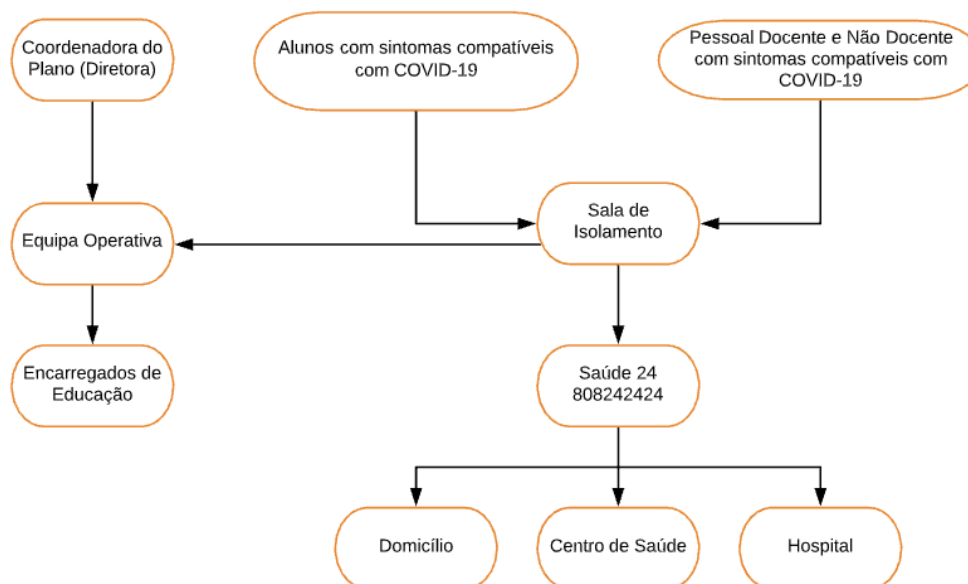 Coordenadora do
Plano (Diretora)
Alunos com sintomas compatíveis
com COVID-19
Pessoal Docente e Não Docente
com sintomas compatíveis com
COVID-19
Equipa Operativa
Sala de
Isolamento
Encarregados de
Educação
Saúde 24
808242424
Domicílio
Centro de Saúde
Hospital